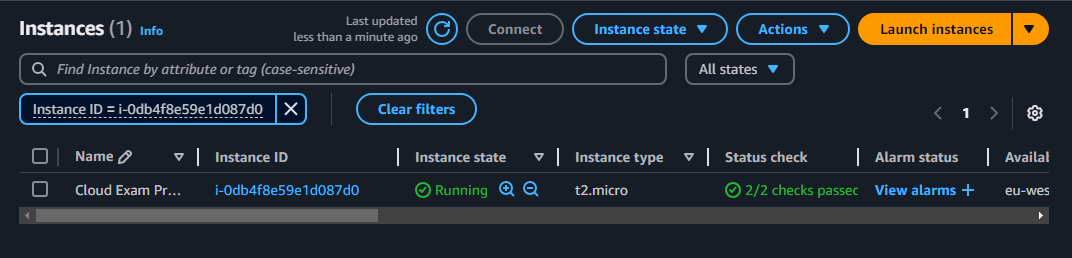 Instances (1) Info
Last updated
less than a minute ago
Connect
Instance state
Actions
Launch instances
Find Instance by attribute or tag (case-sensitive)
All states
Instance ID = i-0db4f8e59e1d087d0
Clear filters
1
Name Instance ID Instance state Instance type Status check Alarm status Availal
Cloud Exam Pr... i-0db4f8e59e1d087d0 Running t2.micro 2/2 checks passec View alarms + eu-wes